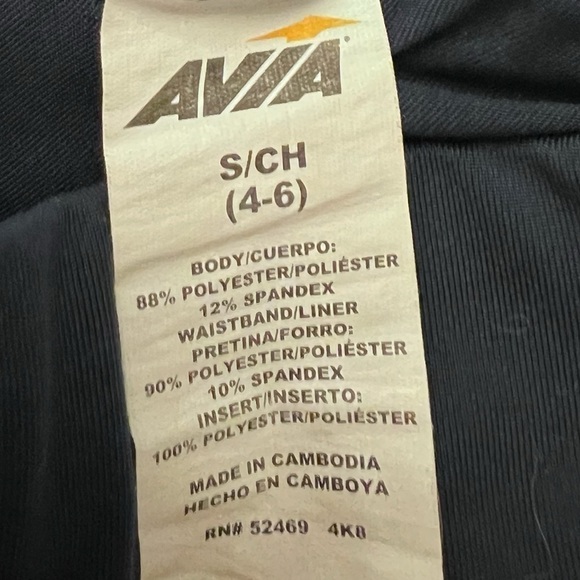 AVIA
S/CH
(4-6)
BODY/CUERPO:
88% POLYESTER/POLIÉSTER
12% SPANDEX
WAISTBAND/LINER
PRETINA/FORRO:
90% POLYESTER/POLIÉSTER
10% SPANDEX
INSERT/INSERTO:
100% POLYESTER/POLIÉSTER
MADE IN CAMBODIA
HECHO EN CAMBOYA
RN# 52469 4K8